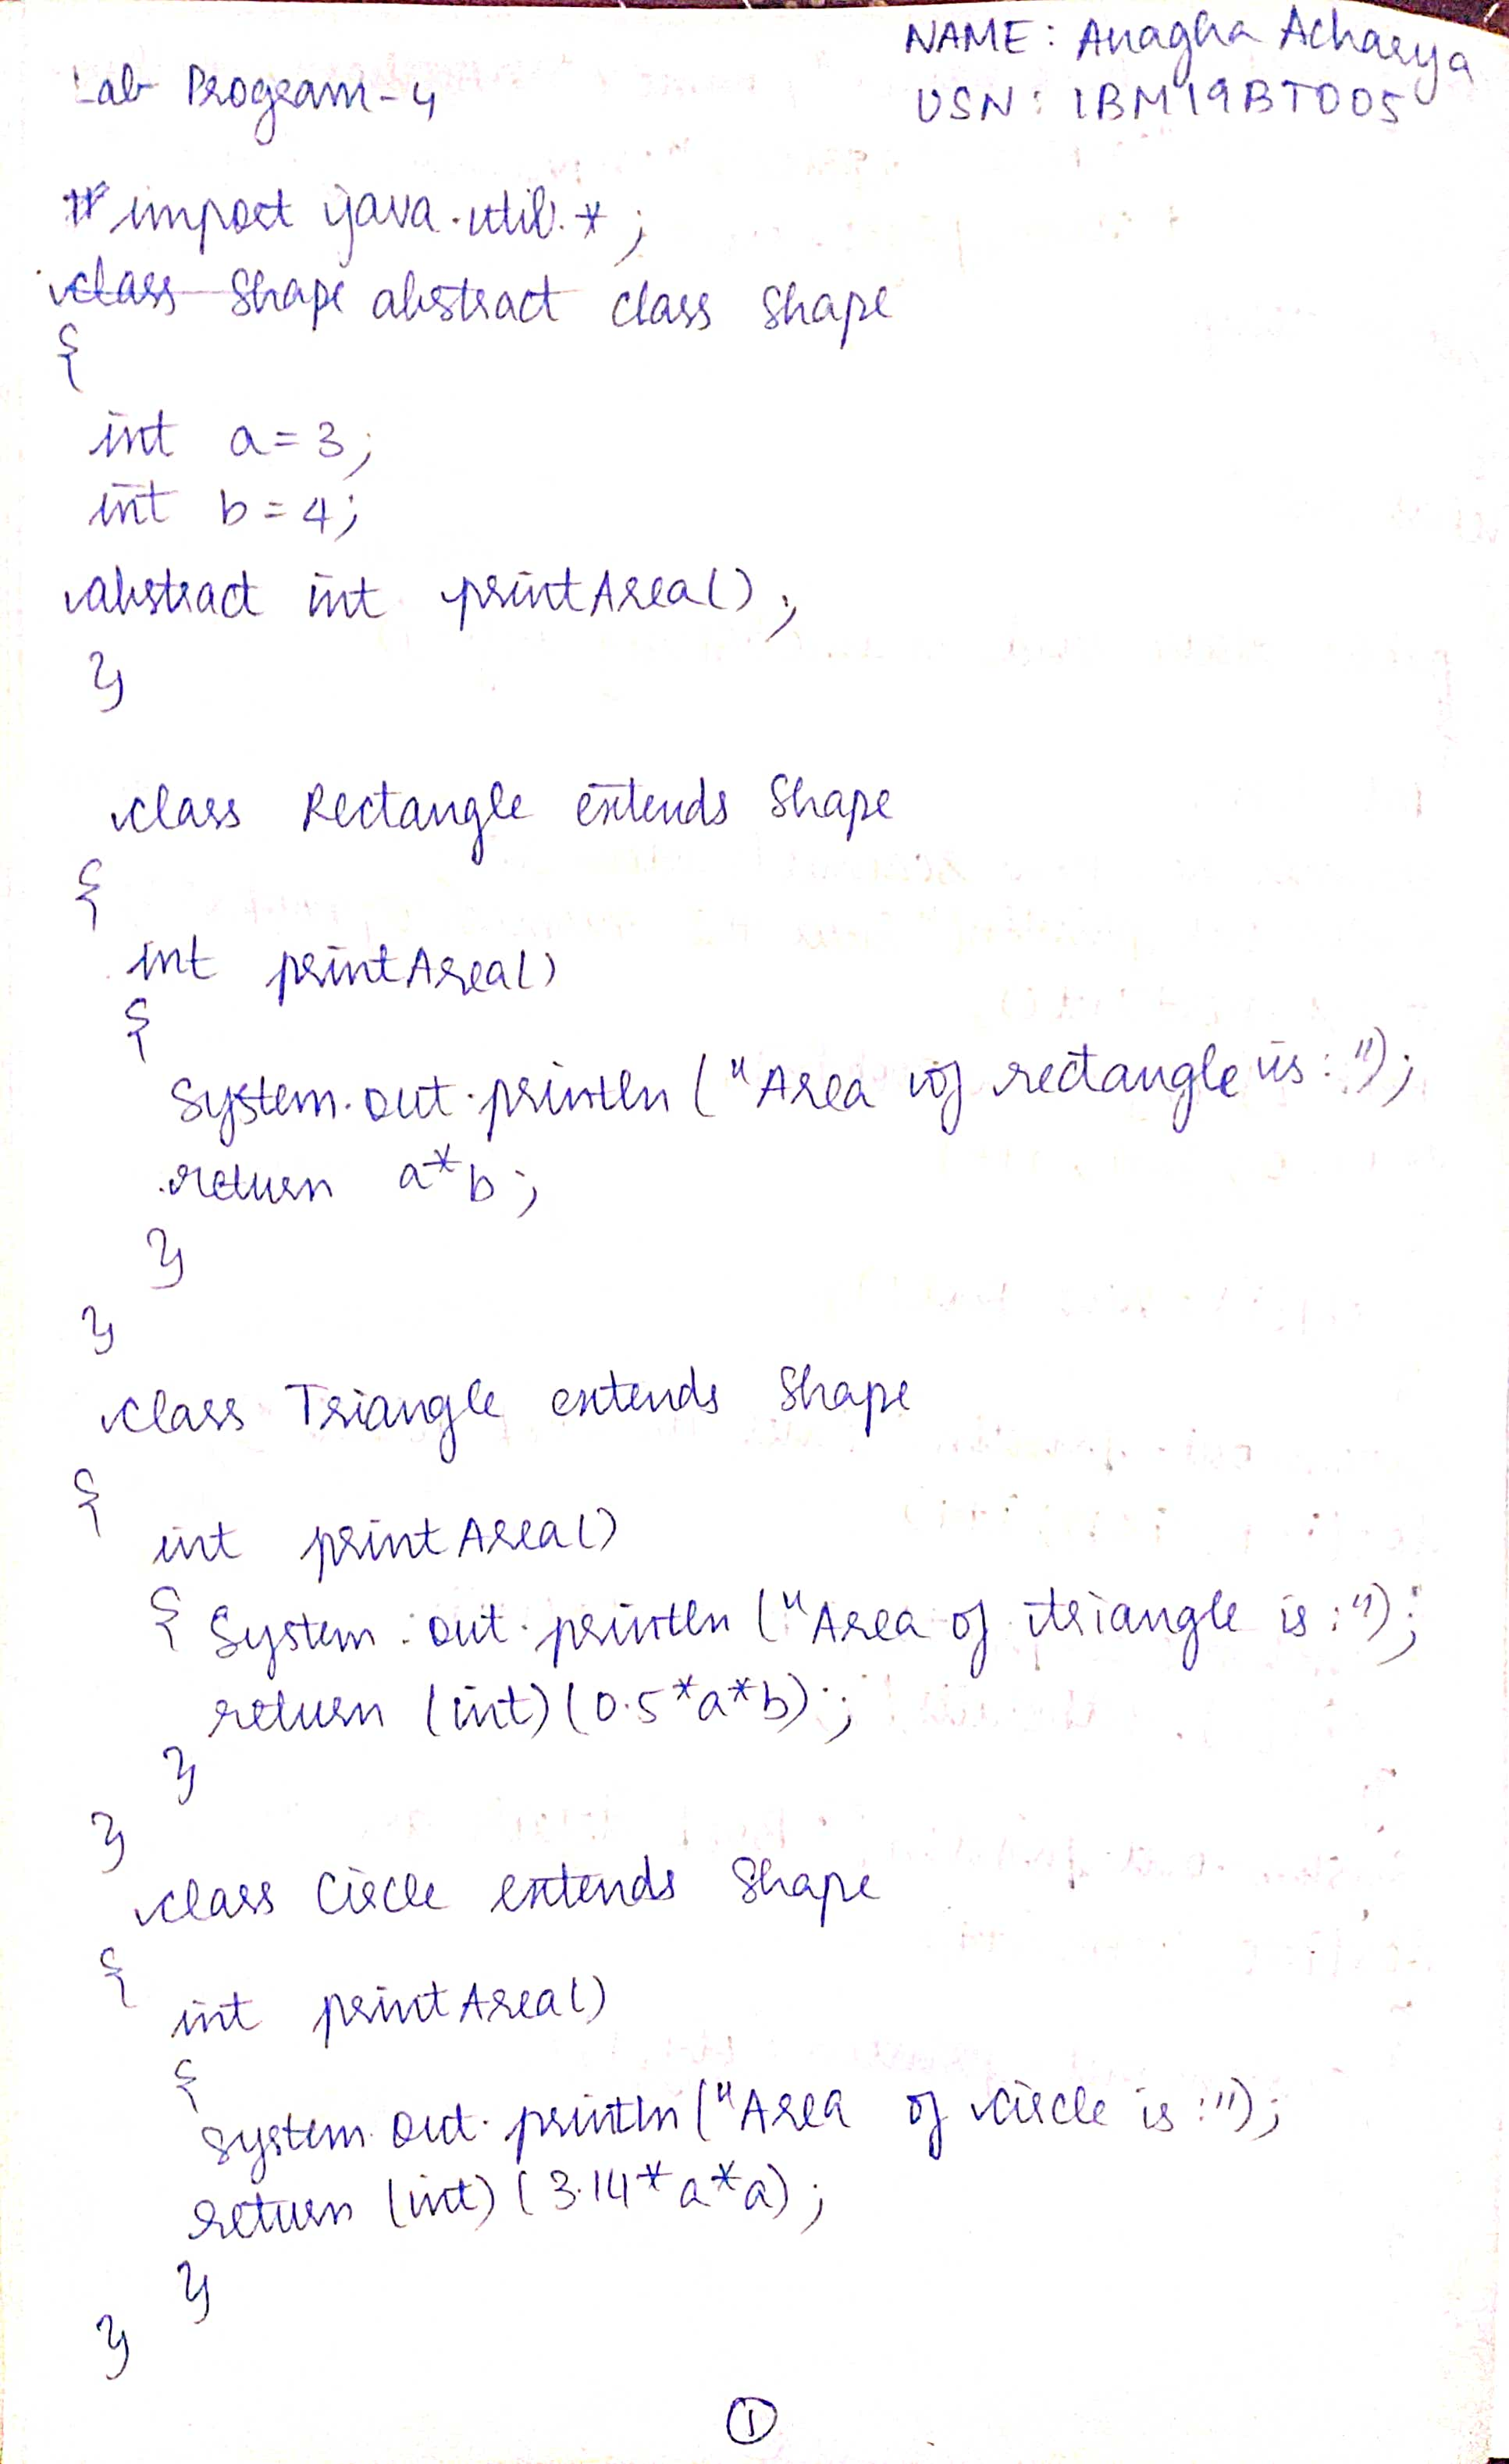 NAME: Anagha Acharya
USN: 1BM19BT005
Lab Program-4
import java.util.*;
class Shape abstract class Shape
{
int a=3;
int b=4;
abstract int printArea();
}
class Rectangle extends Shape
{
int printArea()
{
System.out.println("Area of rectangle is:");
return a*b;
}
}
class Triangle extends Shape
{
int printArea()
{ System.out.println("Area of triangle is:");
return (int)(0.5*a*b);
}
}
class Circle extends Shape
{
int printArea()
{
System.out.println("Area of circle is:");
return (int)(3.14*a*a);
}
}
1